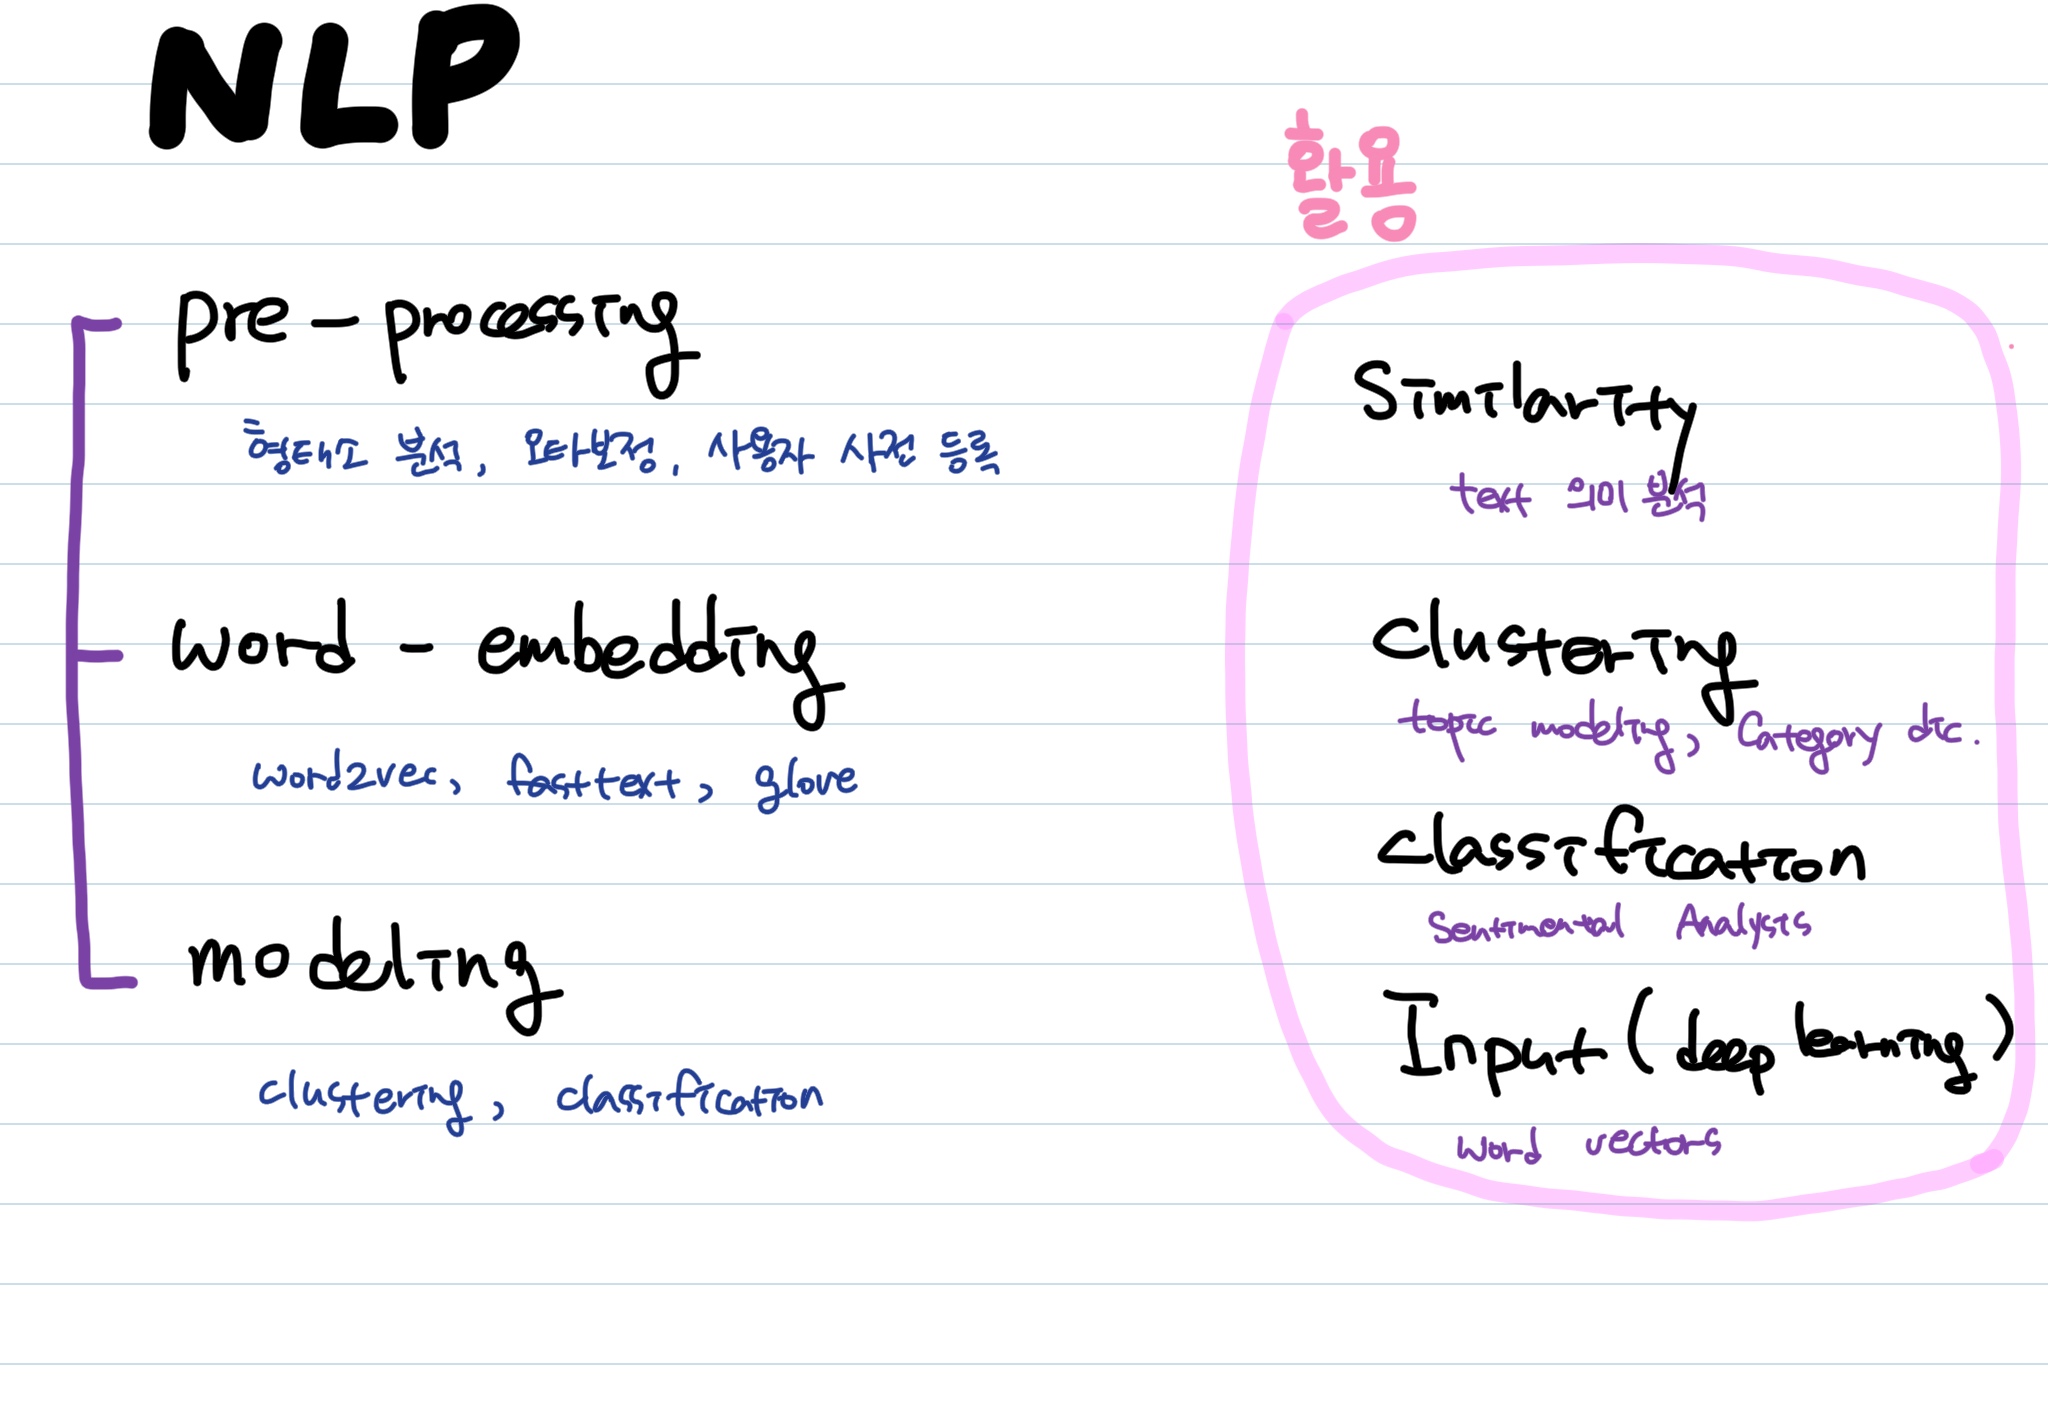 NLP
pre-processing
형태소 분석, 오타보정, 사용자 사전 등록
word - embedding
word2vec, fasttext, glove
modeling
clustering, classification
활용
Similarity
text 의미 분석
clustering
topic modeling, Category dic.
classification
Sentimental Analysis
Input (deep learning)
word vectors